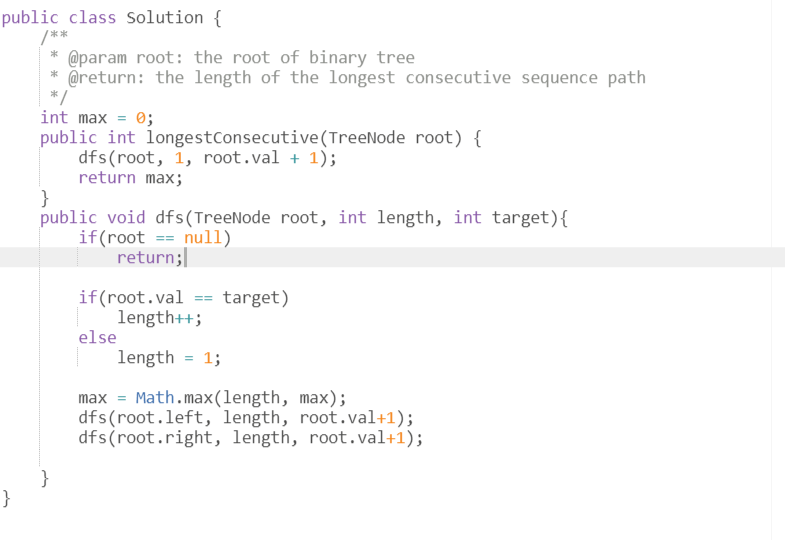 public class Solution {
    /**
     * @param root: the root of binary tree
     * @return: the length of the longest consecutive sequence path
     */
    int max = 0;
    public int longestConsecutive(TreeNode root) {
        dfs(root, 1, root.val + 1);
        return max;
    }
    public void dfs(TreeNode root, int length, int target){
        if(root == null)
            return;
        if(root.val == target)
            length++;
        else
            length = 1;
        max = Math.max(length, max);
        dfs(root.left, length, root.val+1);
        dfs(root.right, length, root.val+1);
    }
}